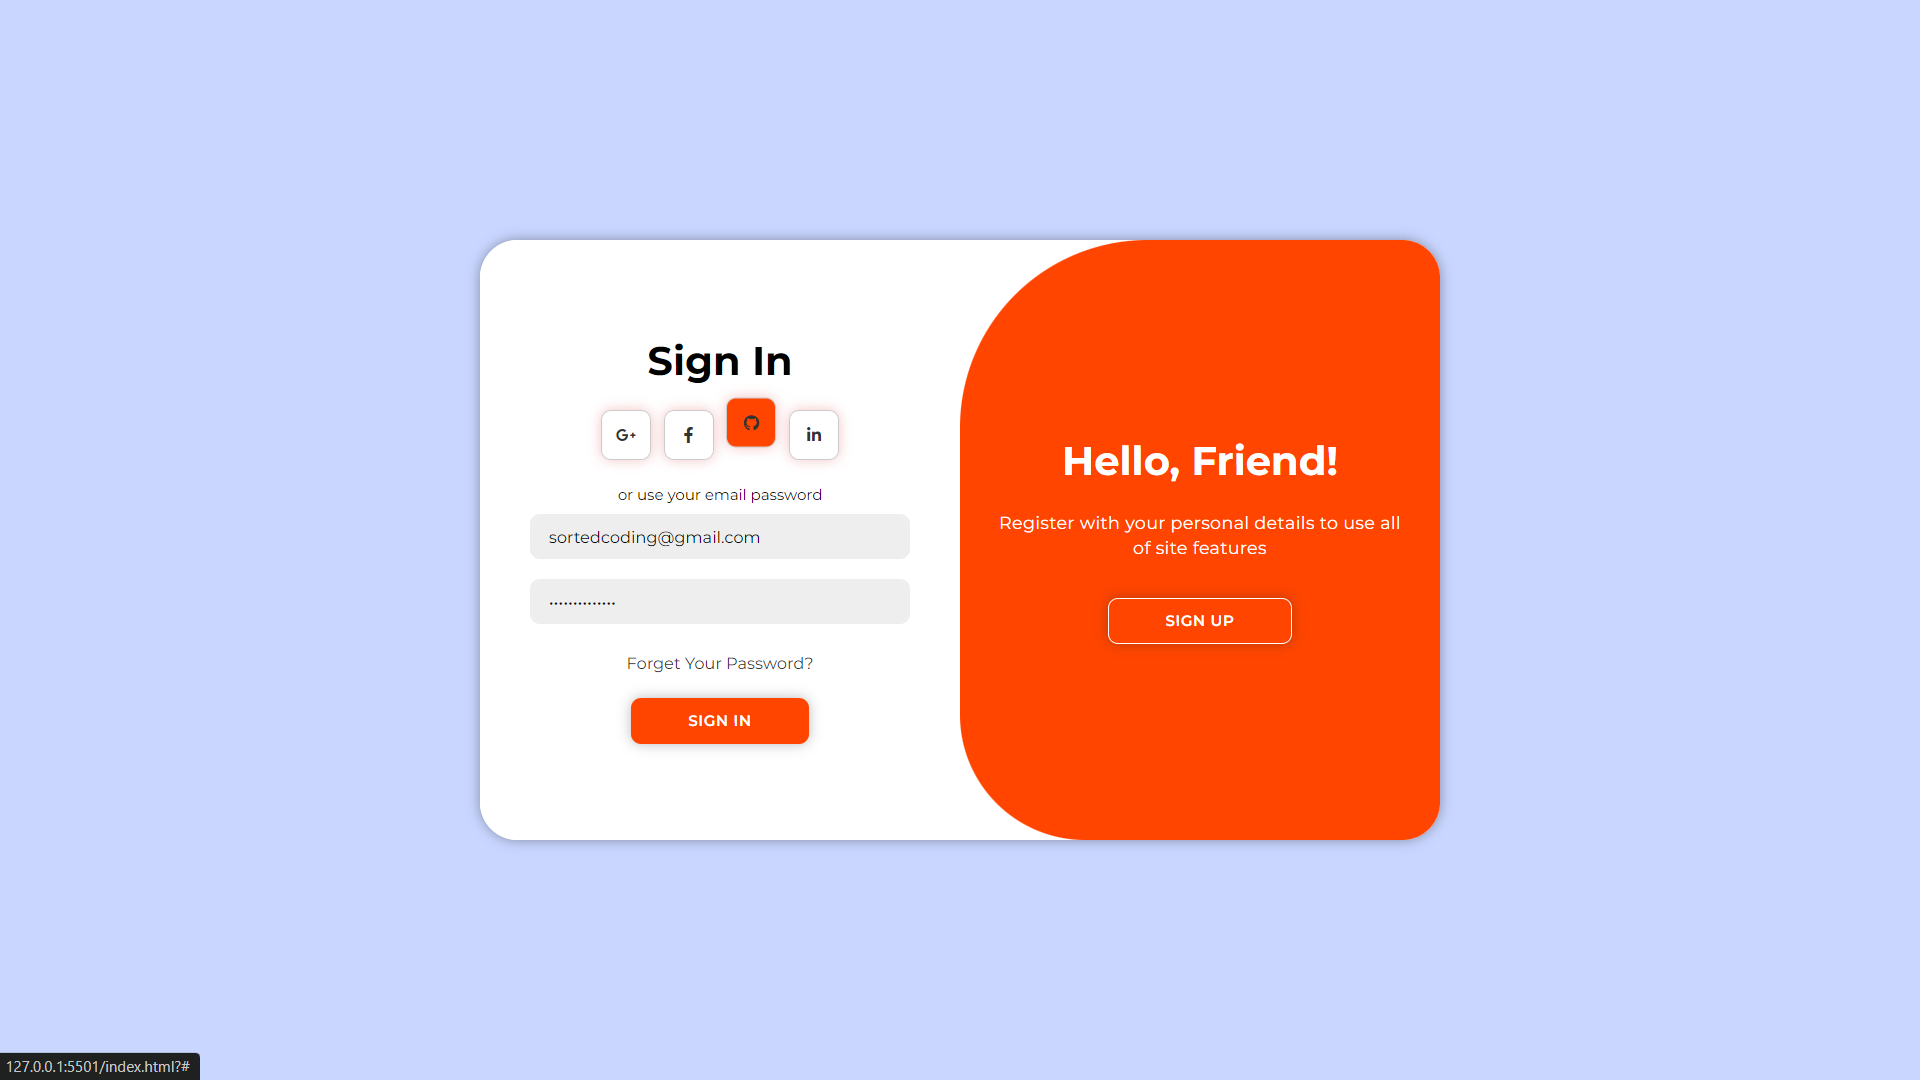 Sign In
G+ f in
or use your email password
sortedcoding@gmail.com
••••••••••••••
Forget Your Password?
SIGN IN
Hello, Friend!
Register with your personal details to use all
of site features
SIGN UP
127.0.0.1:5501/index.html?#